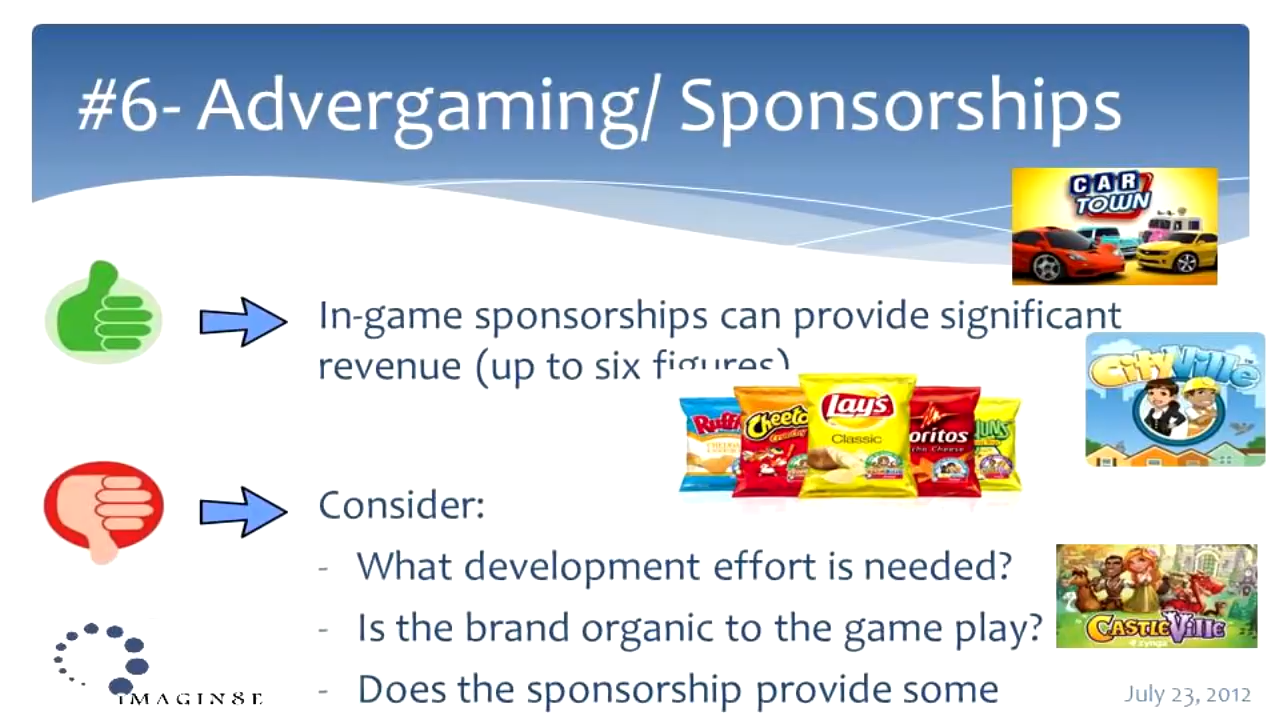 #6- Advergaming/ Sponsorships
CAR
TOWN
In-game sponsorships can provide significant
revenue (up to six figures)
CityVille
Lay's
Classic
Consider:
- What development effort is needed?
- Is the brand organic to the game play?
CASTLEVILLE
zynga
- Does the sponsorship provide some
IMAGIN8E
July 23, 2012